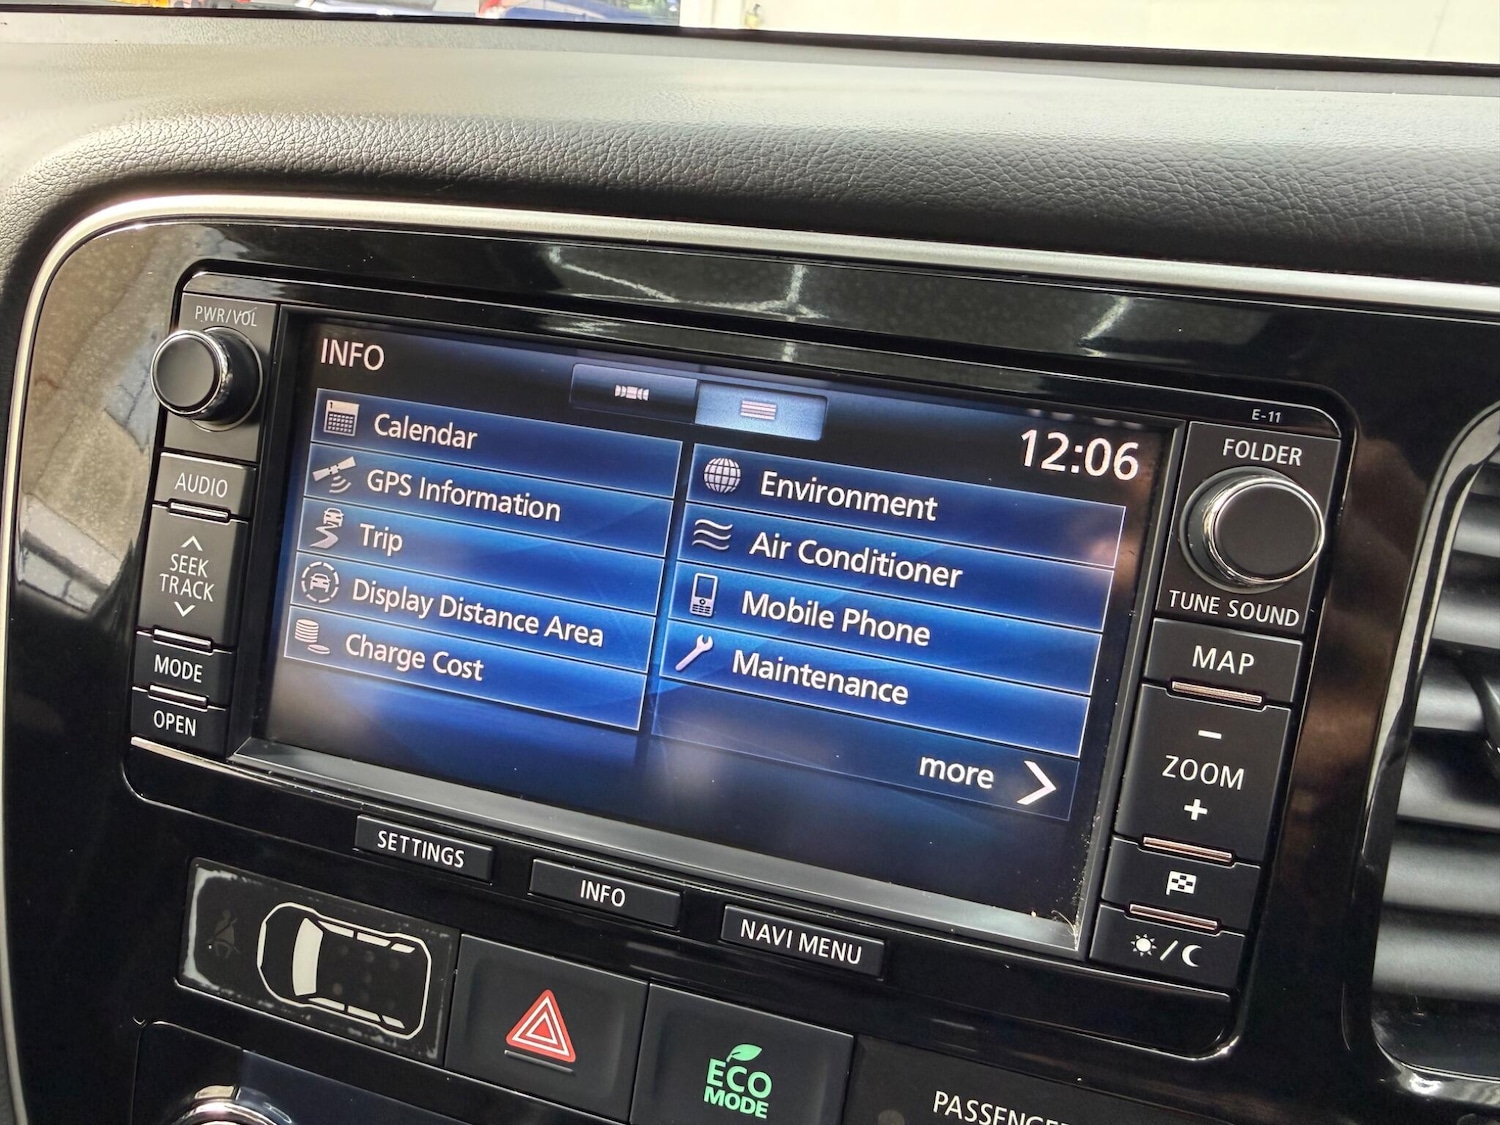 PWR/VOL
INFO
12:06
E-11
FOLDER
TUNE SOUND
AUDIO
SEEK
TRACK
MODE
OPEN
1
Calendar
GPS Information
Trip
Display Distance Area
Charge Cost
Environment
Air Conditioner
Mobile Phone
Maintenance
more
MAP
ZOOM
SETTINGS
INFO
NAVI MENU
ECO
MODE
PASSENGER